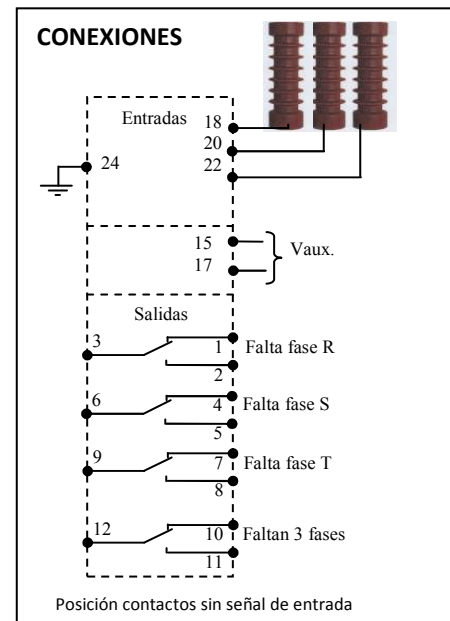 CONEXIONES
Entradas
18
20
24
22
15
Vaux.
17
Salidas
3
1
Falta fase R
2
6
4
Falta fase S
5
9
7
Falta fase T
8
12
10
Faltan 3 fases
11
Posición contactos sin señal de entrada